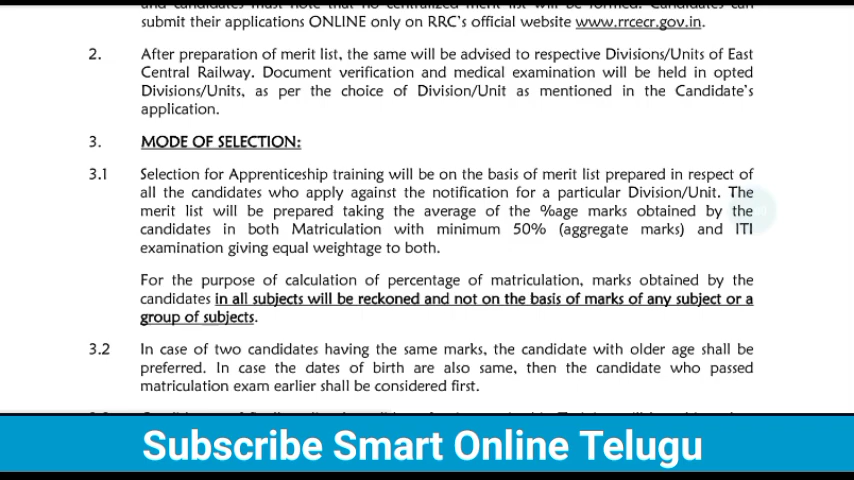 submit their applications ONLINE only on RRC's official website www.rrcecr.gov.in.
2. After preparation of merit list, the same will be advised to respective Divisions/Units of East
Central Railway. Document verification and medical examination will be held in opted
Divisions/Units, as per the choice of Division/Unit as mentioned in the Candidate's
application.
3. MODE OF SELECTION:
3.1 Selection for Apprenticeship training will be on the basis of merit list prepared in respect of
all the candidates who apply against the notification for a particular Division/Unit. The
merit list will be prepared taking the average of the %age marks obtained by the
candidates in both Matriculation with minimum 50% (aggregate marks) and ITI
examination giving equal weightage to both.
For the purpose of calculation of percentage of matriculation, marks obtained by the
candidates in all subjects will be reckoned and not on the basis of marks of any subject or a
group of subjects.
3.2 In case of two candidates having the same marks, the candidate with older age shall be
preferred. In case the dates of birth are also same, then the candidate who passed
matriculation exam earlier shall be considered first.
Subscribe Smart Online Telugu